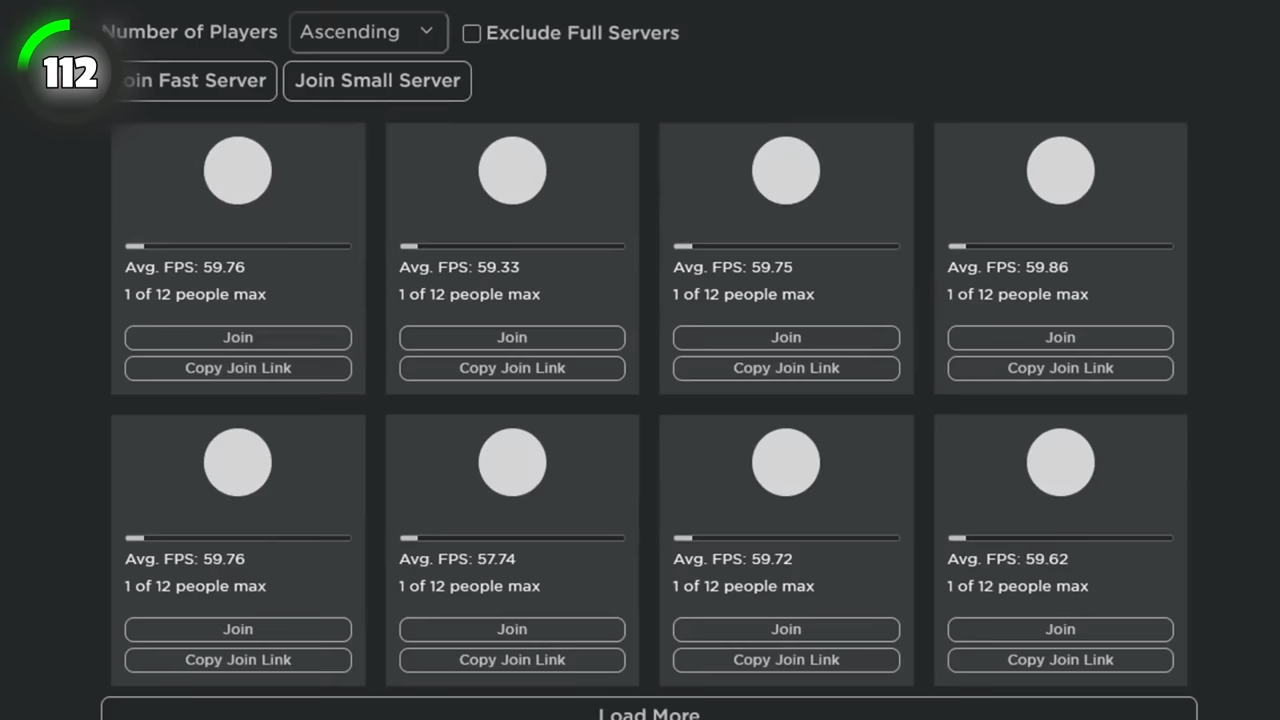 Number of Players Ascending Exclude Full Servers
112
Join Fast Server Join Small Server
Avg. FPS: 59.76 Avg. FPS: 59.33 Avg. FPS: 59.75 Avg. FPS: 59.86
1 of 12 people max 1 of 12 people max 1 of 12 people max 1 of 12 people max
Join Join Join Join
Copy Join Link Copy Join Link Copy Join Link Copy Join Link
Avg. FPS: 59.76 Avg. FPS: 57.74 Avg. FPS: 59.72 Avg. FPS: 59.62
1 of 12 people max 1 of 12 people max 1 of 12 people max 1 of 12 people max
Join Join Join Join
Copy Join Link Copy Join Link Copy Join Link Copy Join Link
Load More